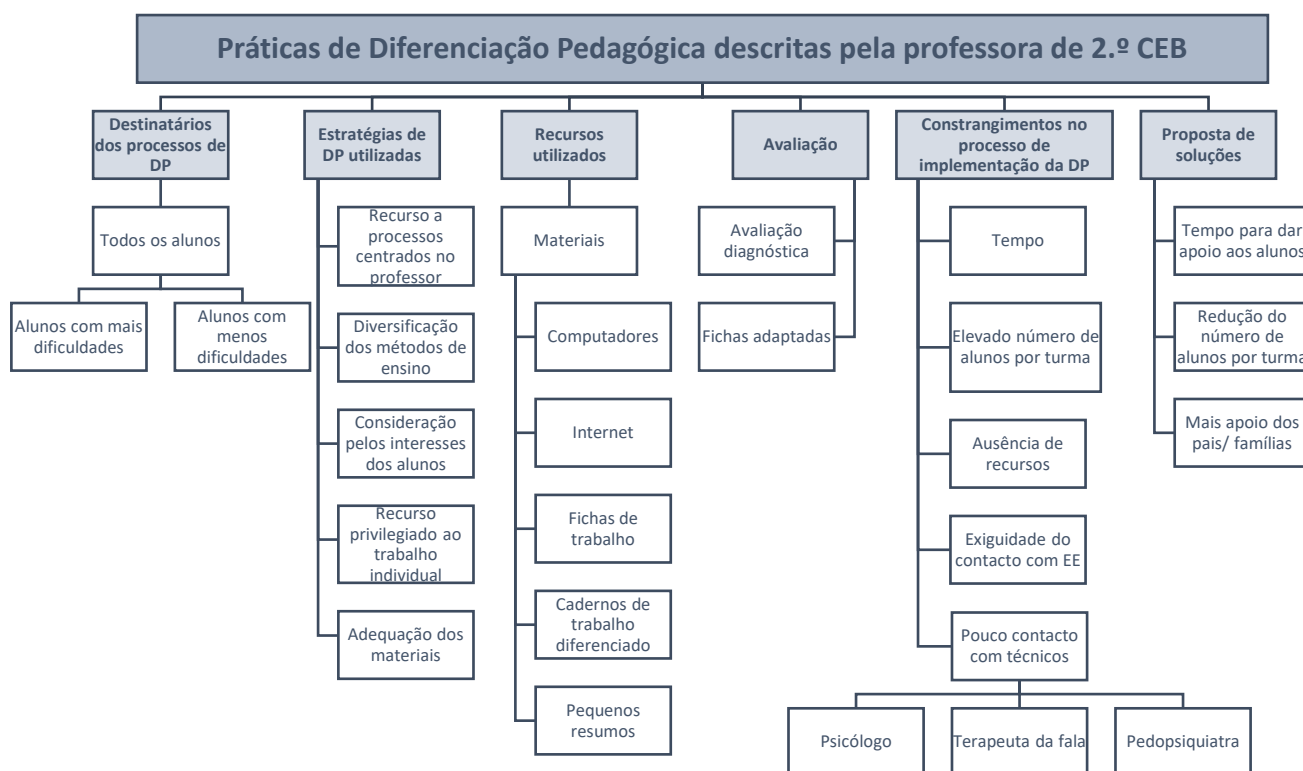 Práticas de Diferenciação Pedagógica descritas pela professora de 2.º CEB
Destinatários
dos processos de
DP
Todos os alunos
Alunos com mais
dificuldades
Alunos com
menos
dificuldades
Estratégias de
DP utilizadas
Recurso a
processos
centrados no
professor
Diversificação
dos métodos de
ensino
Consideração
pelos interesses
dos alunos
Recurso
privilegiado ao
trabalho
individual
Adequação dos
materiais
Recursos
utilizados
Materiais
Computadores
Internet
Fichas de
trabalho
Cadernos de
trabalho
diferenciado
Pequenos
resumos
Avaliação
Avaliação
diagnóstica
Fichas adaptadas
Constrangimentos no
processo de
implementação da DP
Tempo
Elevado número de
alunos por turma
Ausência de
recursos
Exiguidade do
contacto com EE
Pouco contacto
com técnicos
Psicólogo
Terapeuta da fala
Pedopsiquiatra
Proposta de
soluções
Tempo para dar
apoio aos alunos
Redução do
número de
alunos por turma
Mais apoio dos
pais/ famílias